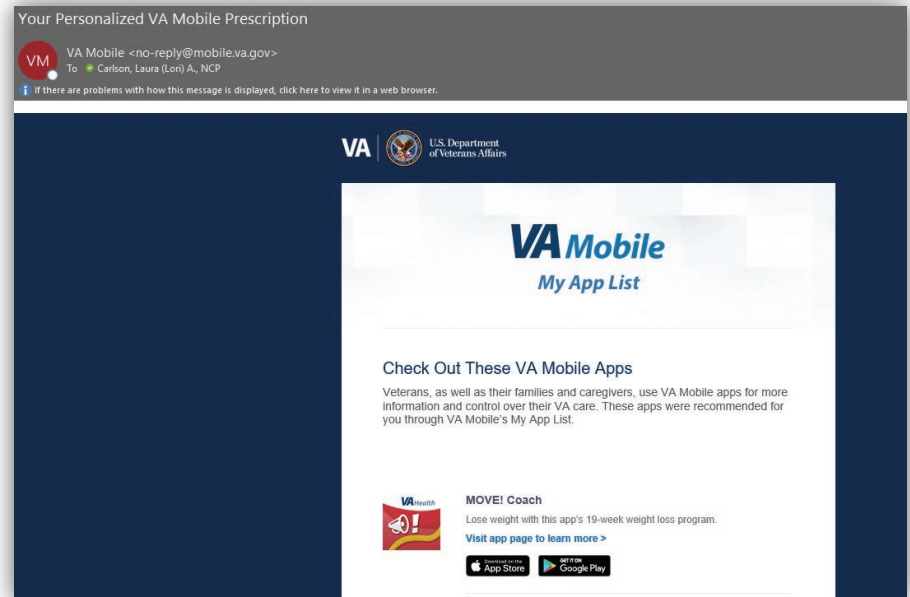 Your Personalized VA Mobile Prescription
VM
VA Mobile <no-reply@mobile.va.gov>
To Carlson, Laura (Lori) A., NCP
i If there are problems with how this message is displayed, click here to view it in a web browser.
VA
U.S. Department
of Veterans Affairs
VA Mobile
My App List
Check Out These VA Mobile Apps
Veterans, as well as their families and caregivers, use VA Mobile apps for more
information and control over their VA care. These apps were recommended for
you through VA Mobile's My App List.
VA Health
MOVE! Coach
Lose weight with this app's 19-week weight loss program.
Visit app page to learn more >
Download on the
App Store
GET IT ON
Google Play